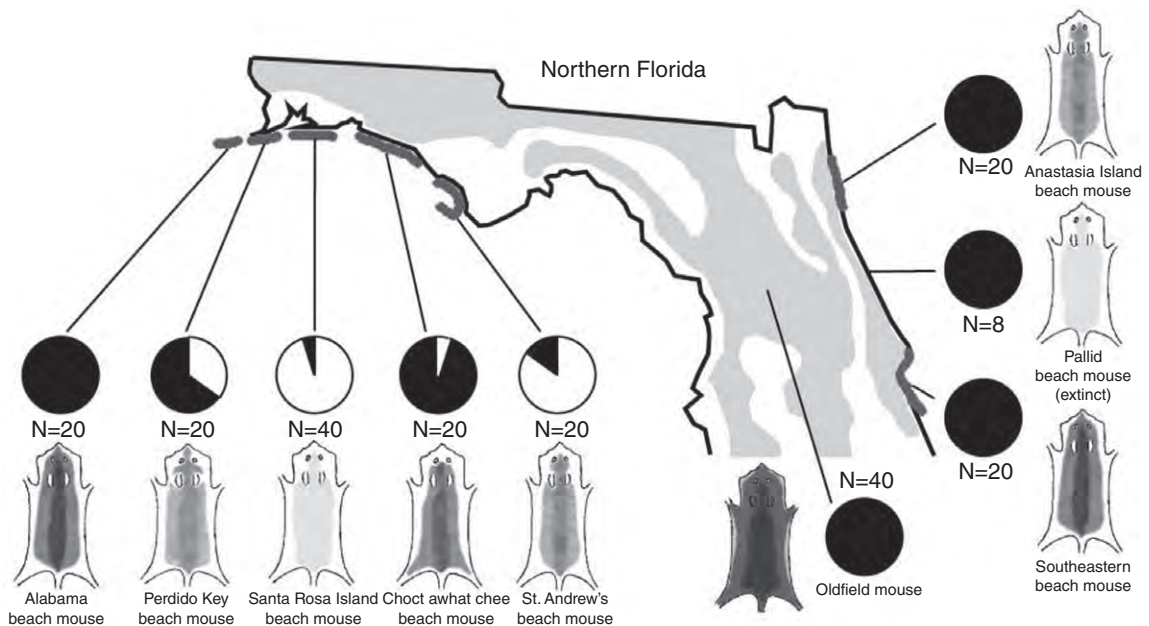 Northern Florida
N=20
Anastasia Island
beach mouse
N=8
Pallid
beach mouse
(extinct)
N=20
Southeastern
beach mouse
N=20
N=20
N=40
N=20
N=20
Alabama
beach mouse
Perdido Key
beach mouse
Santa Rosa Island
beach mouse
Choct awhat chee
beach mouse
St. Andrew's
beach mouse
N=40
Oldfield mouse